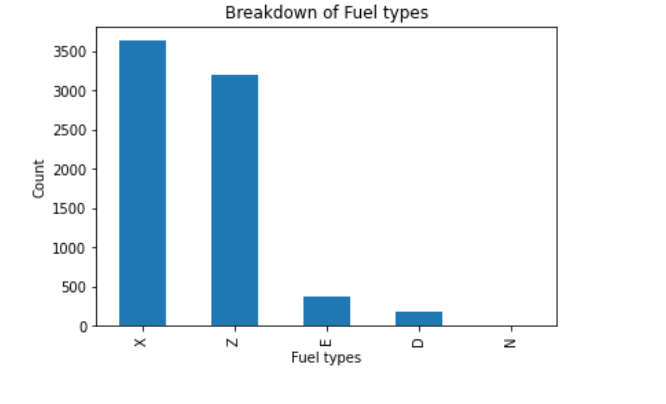 Breakdown of Fuel types
3500
3000
2500
2000
1500
1000
500
0
Count
X
Z
E
D
N
Fuel types